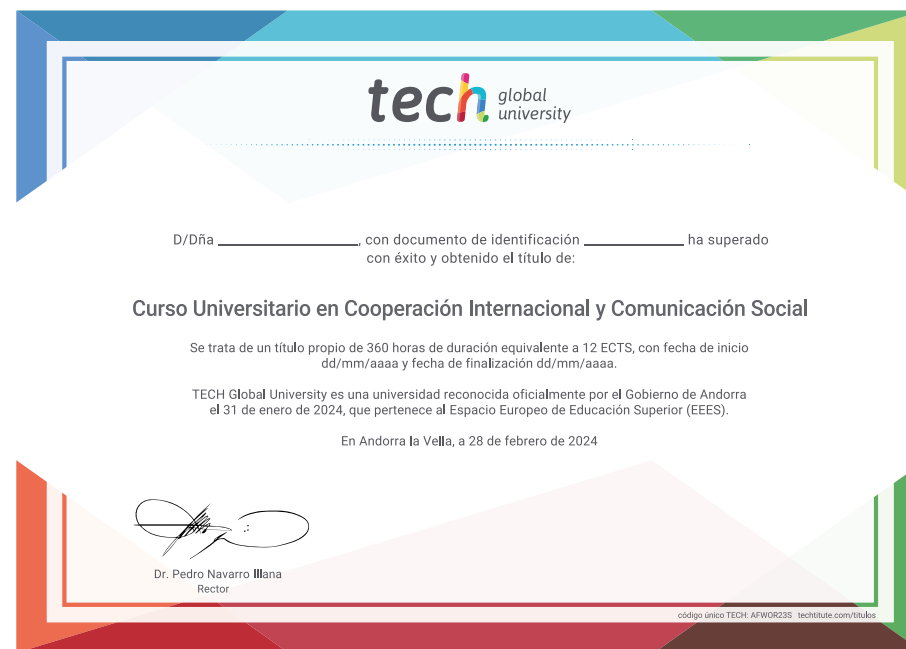 tech global university
D/Dña ____________________, con documento de identificación ______________ ha superado
con éxito y obtenido el título de:
Curso Universitario en Cooperación Internacional y Comunicación Social
Se trata de un título propio de 360 horas de duración equivalente a 12 ECTS, con fecha de inicio
dd/mm/aaaa y fecha de finalización dd/mm/aaaa.
TECH Global University es una universidad reconocida oficialmente por el Gobierno de Andorra
el 31 de enero de 2024, que pertenece al Espacio Europeo de Educación Superior (EEES).
En Andorra la Vella, a 28 de febrero de 2024
Dr. Pedro Navarro Illana
Rector
código único TECH: AFWOR23S techtitute.com/titulos